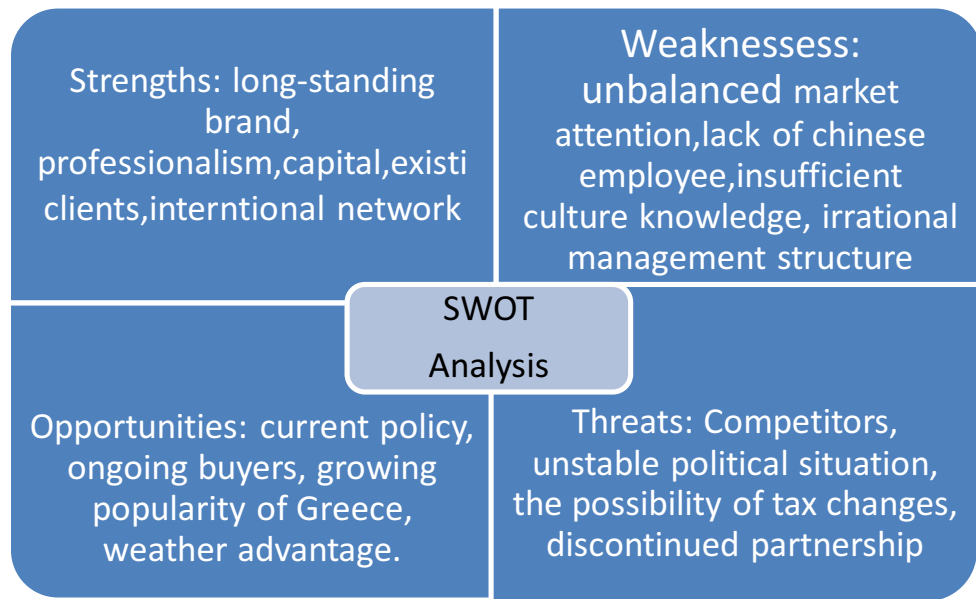 Strengths: long-standing
brand,
professionalism,capital,existi
clients,interntional network
Weaknessess:
unbalanced market
attention,lack of chinese
employee,insufficient
culture knowledge, irrational
management structure
SWOT
Analysis
Opportunities: current policy,
ongoing buyers, growing
popularity of Greece,
weather advantage.
Threats: Competitors,
unstable political situation,
the possibility of tax changes,
discontinued partnership